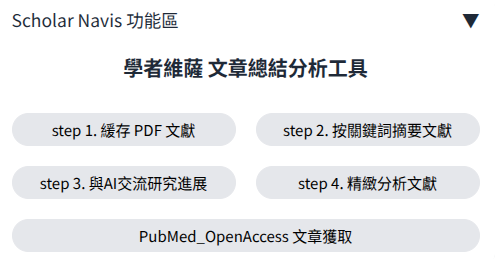 Scholar Navis 功能區
▼
學者維薩 文章總結分析工具
step 1. 緩存 PDF 文獻
step 2. 按關鍵詞摘要文獻
step 3. 與AI交流研究進展
step 4. 精緻分析文獻
PubMed_OpenAccess 文章獲取